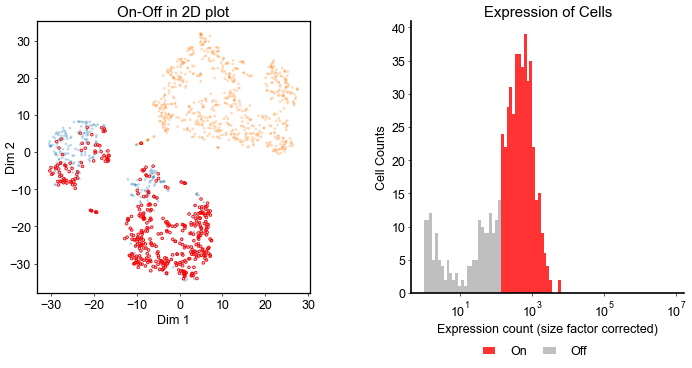 On-Off in 2D plot
Dim 2
30
20
10
0
−10
−20
−30
−30 −20 −10 0 10 20 30
Dim 1
Expression of Cells
Cell Counts
40
35
30
25
20
15
10
5
0
10^1 10^3 10^5 10^7
Expression count (size factor corrected)
On Off